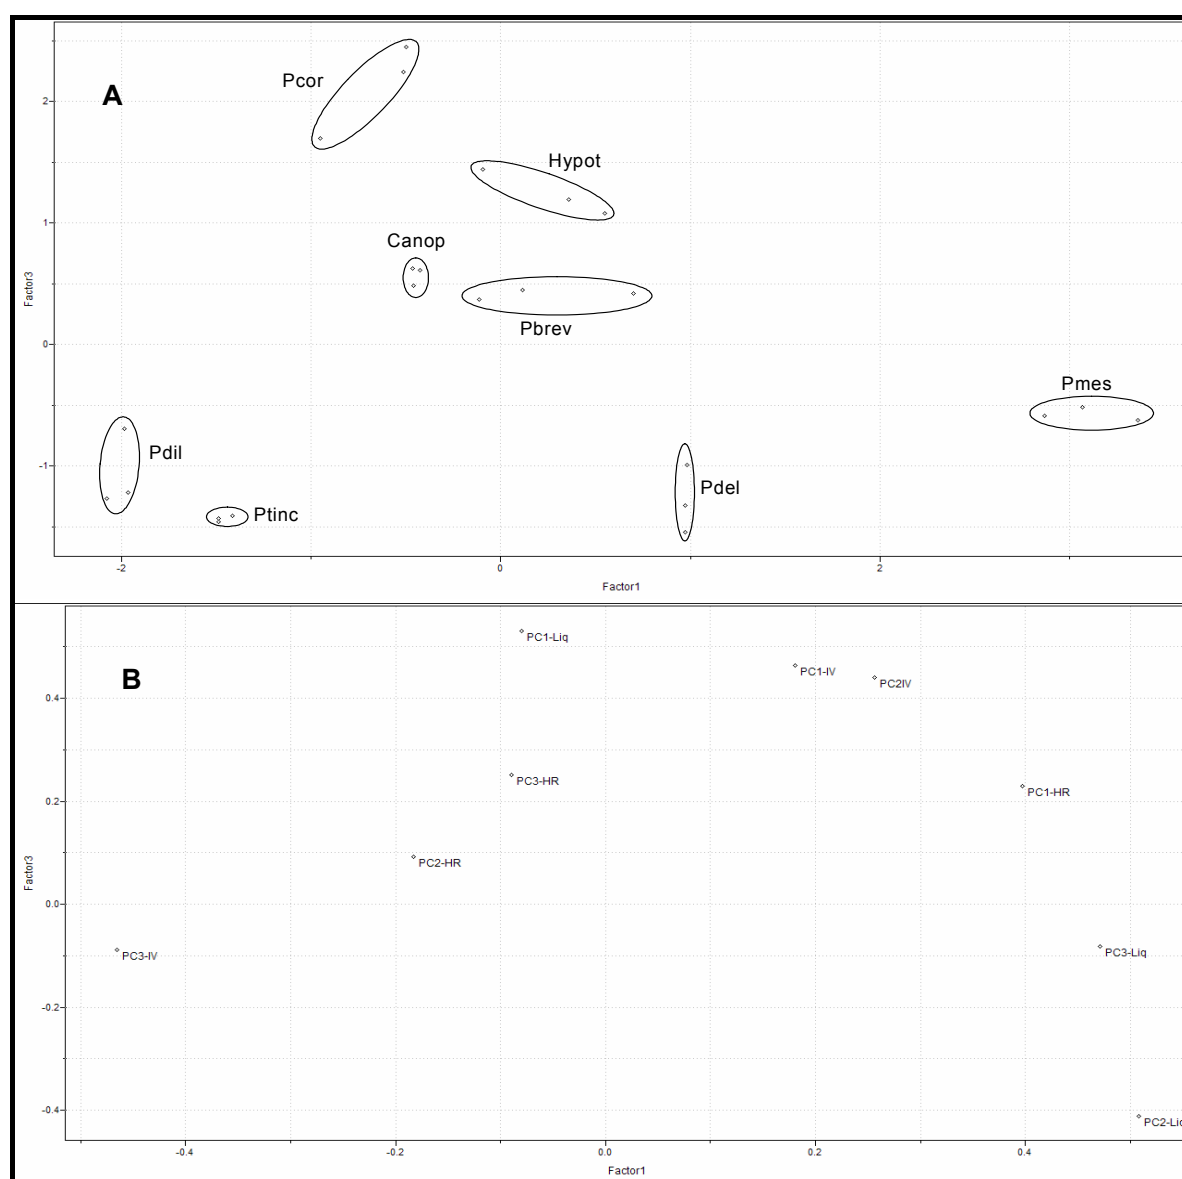 A
Pcor
Hypot
Canop
Pbrev
Pmes
Pdil
Pdel
Ptinc
2
1
0
-1
Factor3
-2
0
2
Factor1
B
PC1-Liq
PC1-IV
PC2IV
PC3-HR
PC1-HR
PC2-HR
PC3-IV
PC3-Liq
PC2-Liq
0.4
0.2
0.0
-0.2
-0.4
Factor3
-0.4
-0.2
0.0
0.2
0.4
Factor1